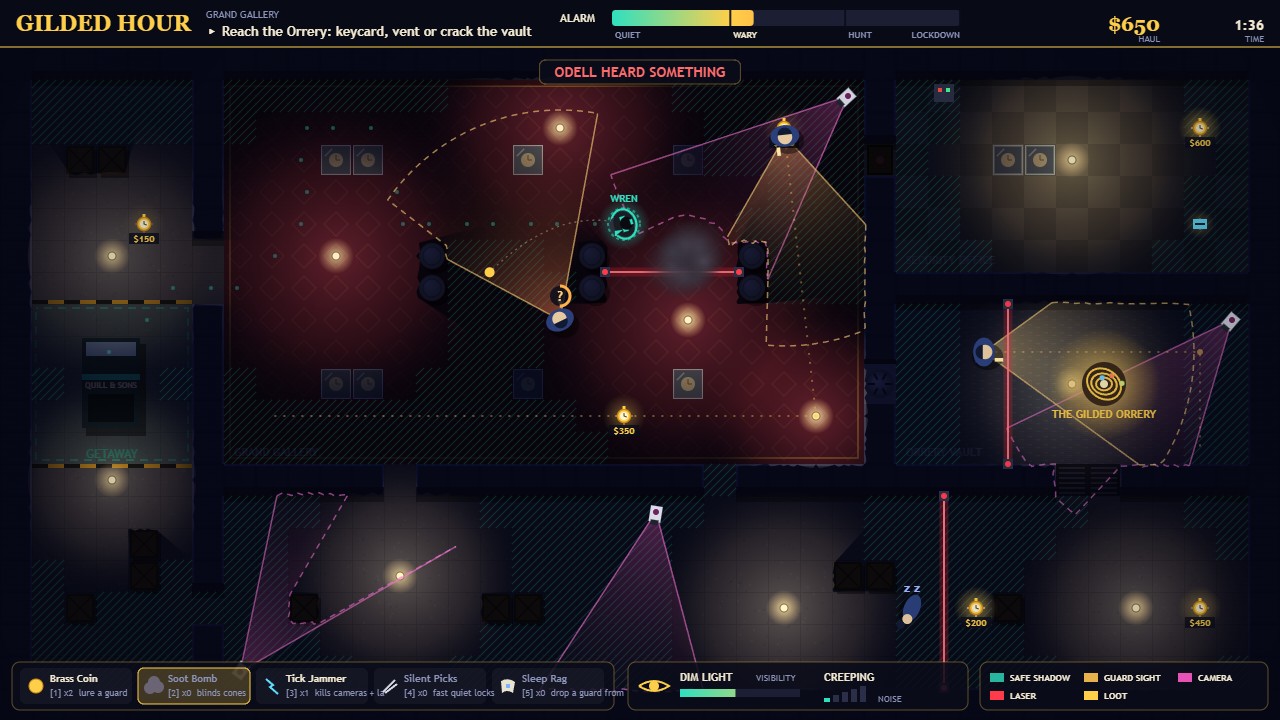 GILDED HOUR
GRAND GALLERY
▸ Reach the Orrery: keycard, vent or crack the vault
ALARM
QUIET
WARY
HUNT
LOCKDOWN
$650
HAUL
1:36
TIME
ODELL HEARD SOMETHING
$600
WREN
$150
?
QUILL & SONS
THE GILDED ORRERY
$350
GETAWAY
z z
$200
$450
Brass Coin
[1] x2 lure a guard
Soot Bomb
[2] x0 blinds cones
Tick Jammer
[3] x1 kills cameras + la
Silent Picks
[4] x0 fast quiet locks
Sleep Rag
[5] x0 drop a guard from
DIM LIGHT
VISIBILITY
CREEPING
NOISE
SAFE SHADOW
GUARD SIGHT
CAMERA
LASER
LOOT